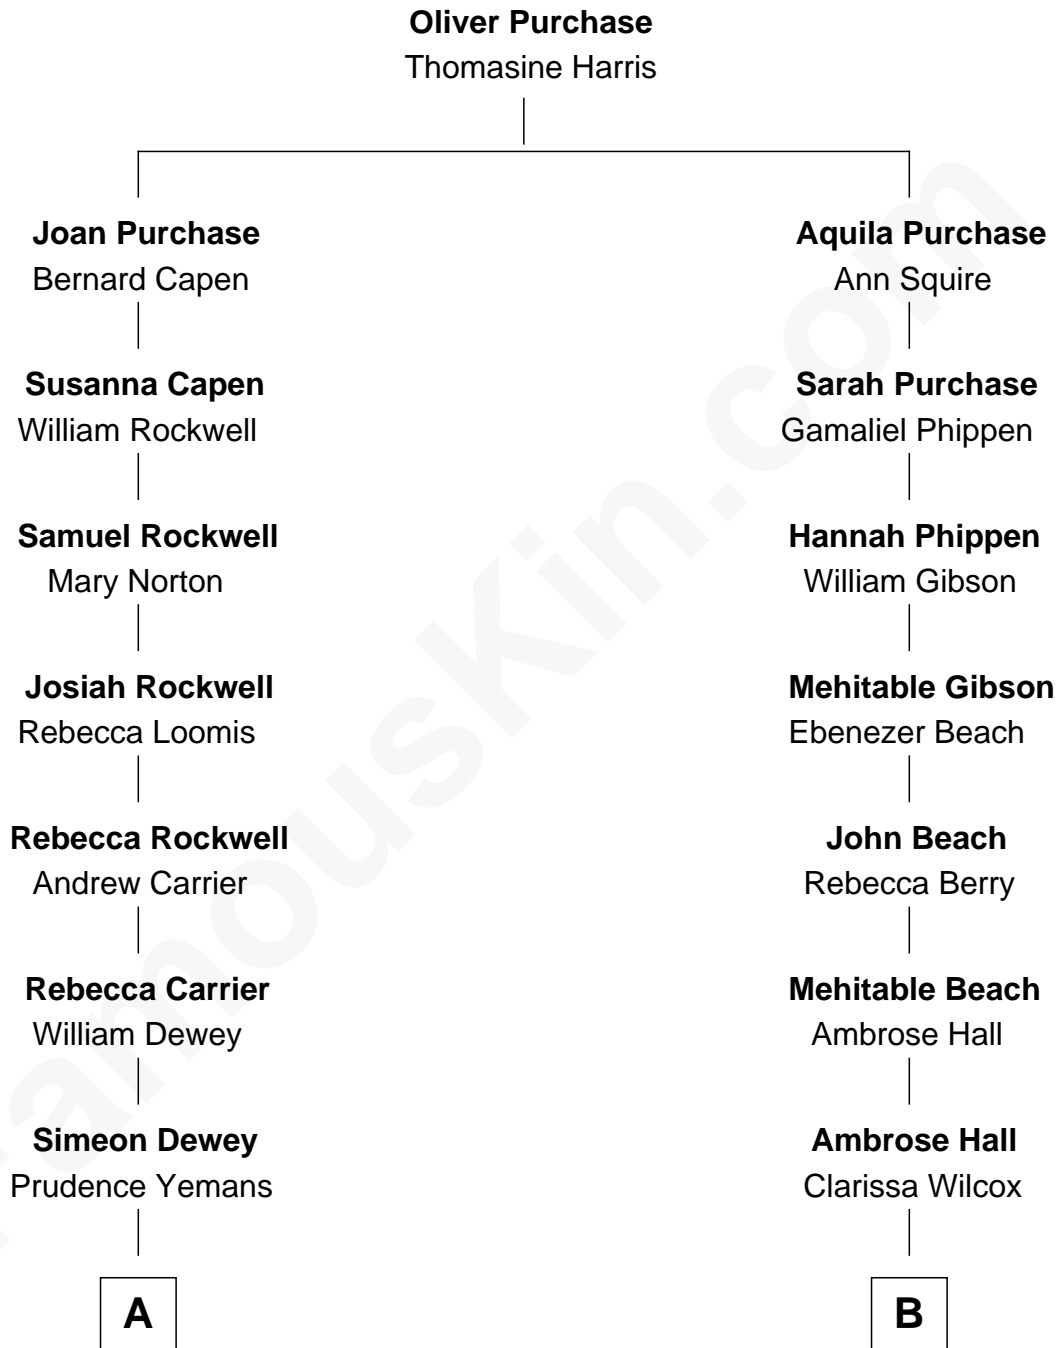 Oliver Purchase
Thomasine Harris
Joan Purchase
Bernard Capen
Aquila Purchase
Ann Squire
Susanna Capen
William Rockwell
Sarah Purchase
Gamaliel Phippen
Samuel Rockwell
Mary Norton
Hannah Phippen
William Gibson
Josiah Rockwell
Rebecca Loomis
Mehitable Gibson
Ebenezer Beach
Rebecca Rockwell
Andrew Carrier
John Beach
Rebecca Berry
Rebecca Carrier
William Dewey
Mehitable Beach
Ambrose Hall
Simeon Dewey
Prudence Yemans
Ambrose Hall
Clarissa Wilcox
A
B
FamousKin.com